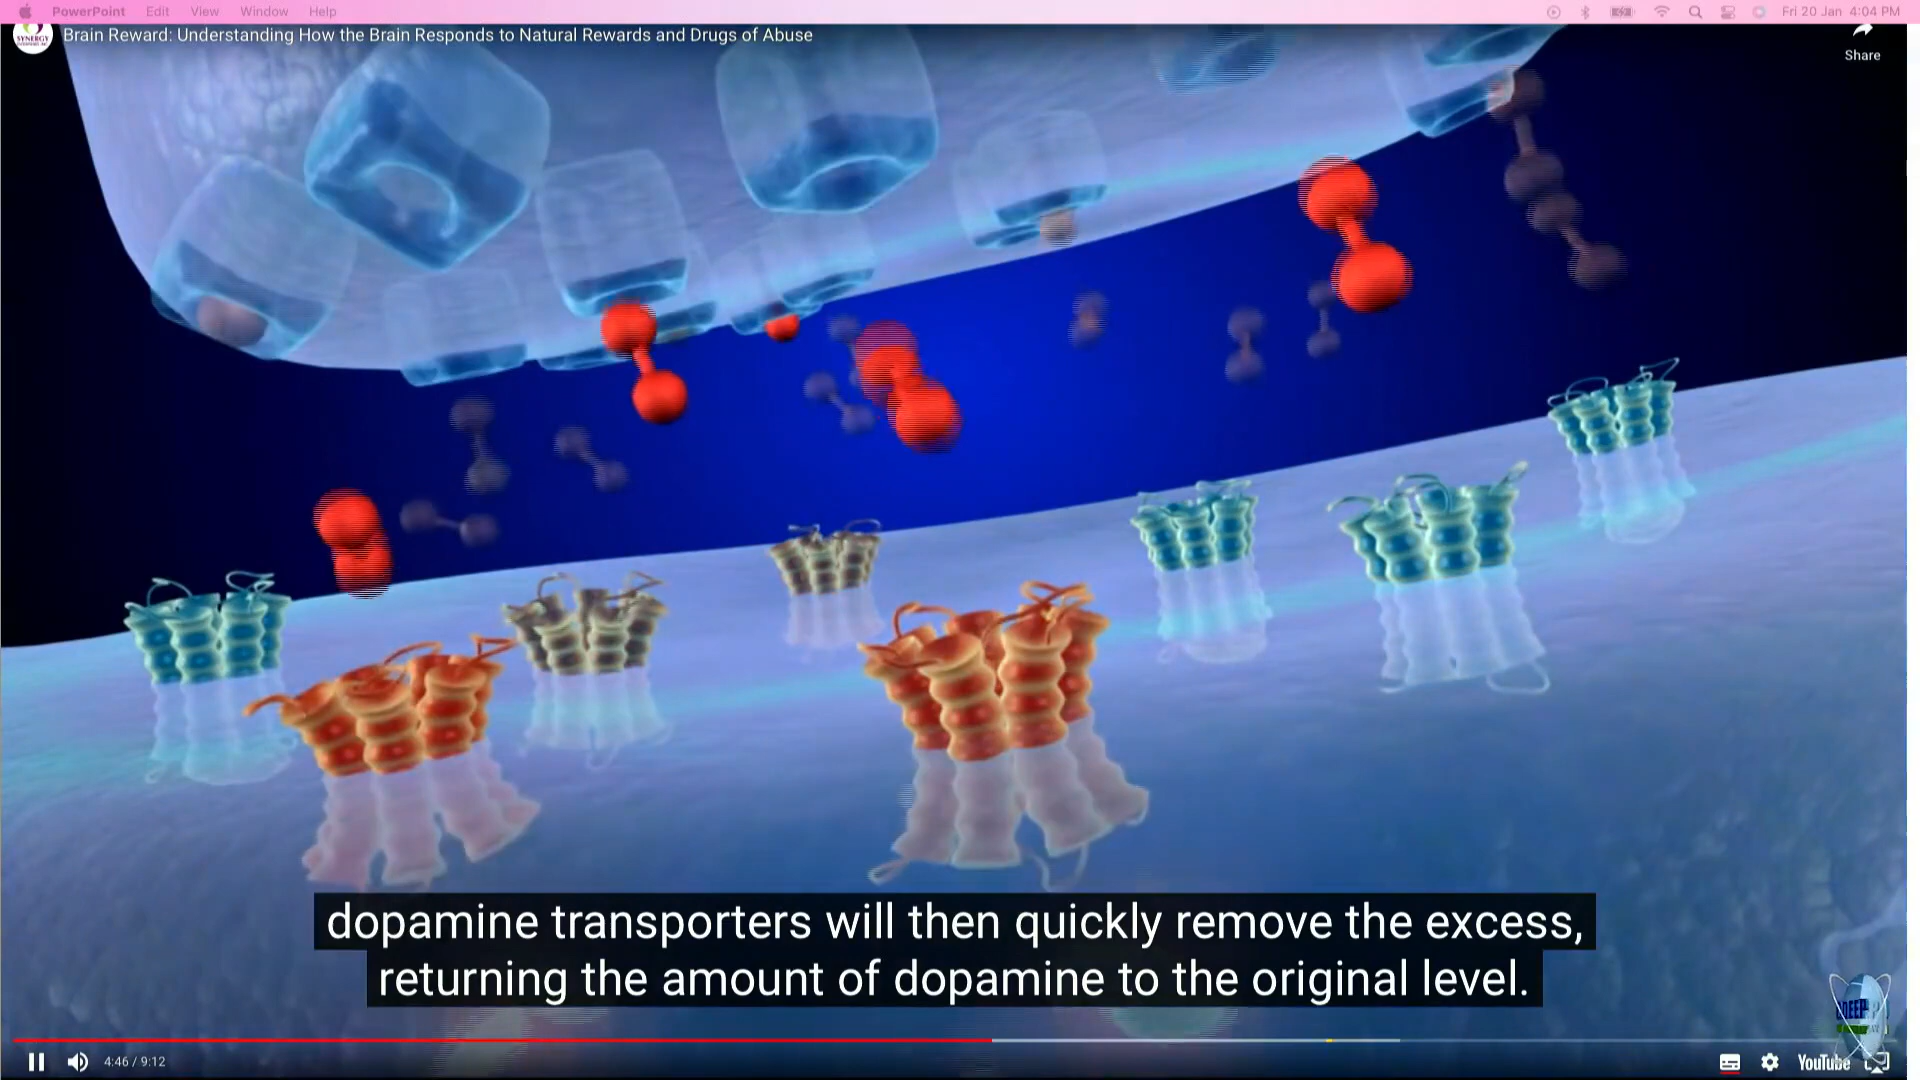 PowerPoint Edit View Window Help Fri 20 Jan 4:04 PM
SYNERGY
Brain Reward: Understanding How the Brain Responds to Natural Rewards and Drugs of Abuse
Share
dopamine transporters will then quickly remove the excess,
returning the amount of dopamine to the original level.
4:46 / 9:12
YouTube